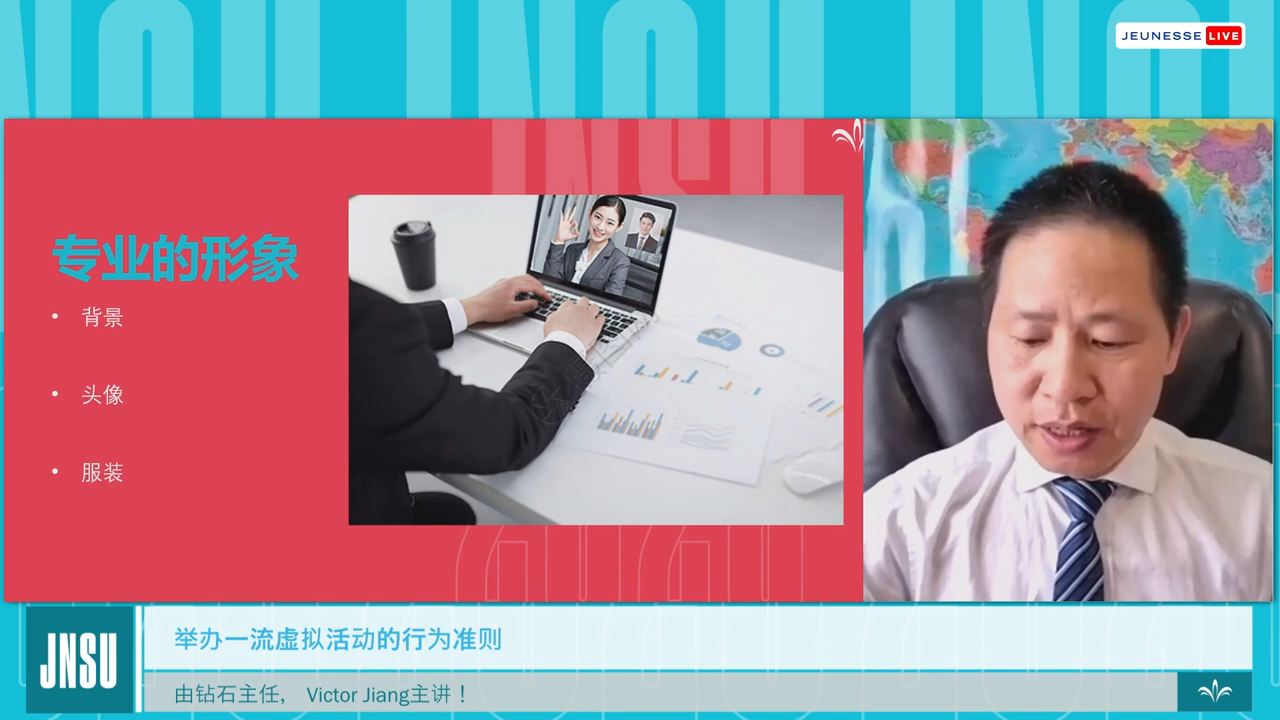 JEUNESSE LIVE
专业的形象
• 背景
• 头像
• 服装
JNSU
举办一流虚拟活动的行为准则
由钻石主任， Victor Jiang主讲！